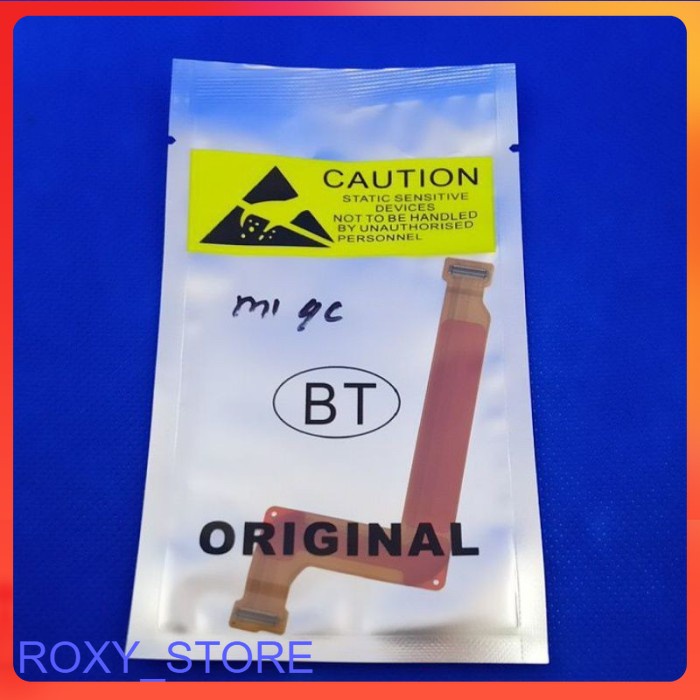 CAUTION
STATIC SENSITIVE
DEVICES
NOT TO BE HANDLED
BY UNAUTHORISED
PERSONNEL
mi 9c
BT
ORIGINAL
ROXY_STORE